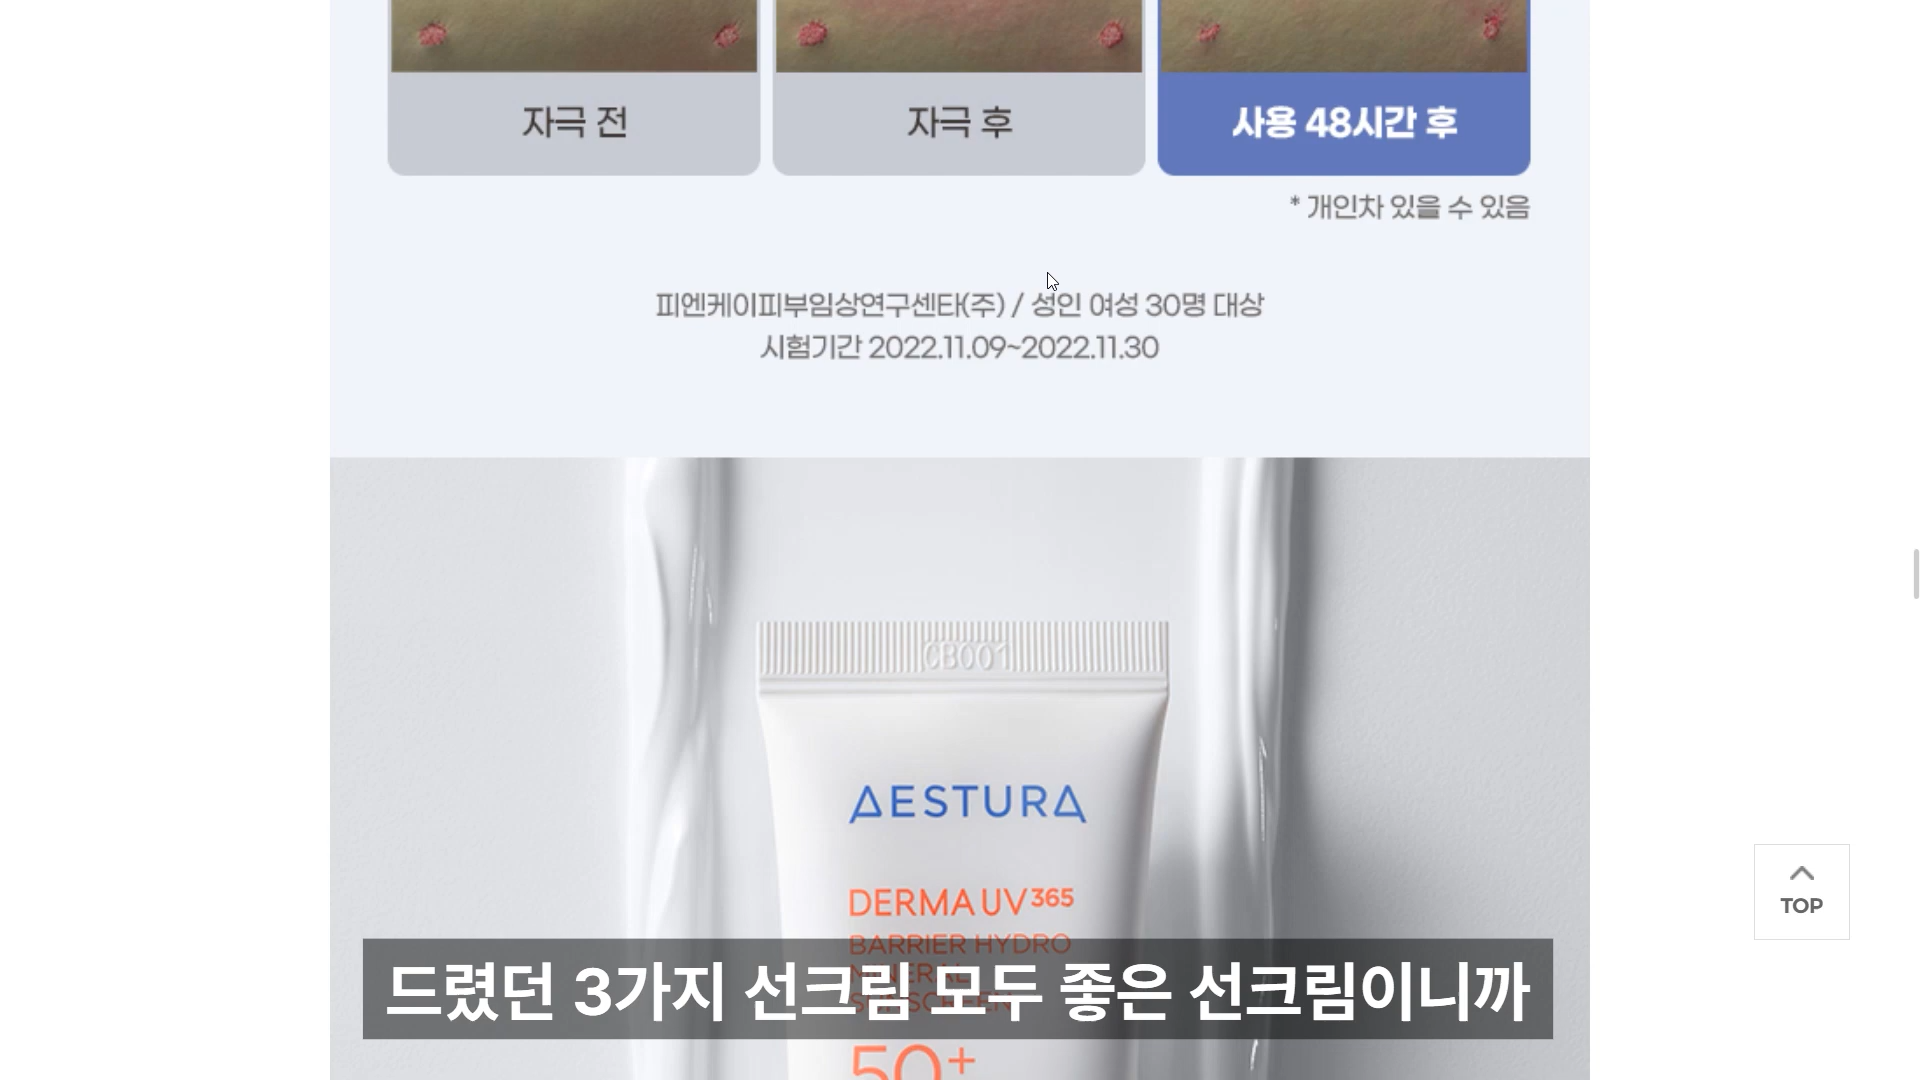 자극 전
자극 후
사용 48시간 후
* 개인차 있을 수 있음
피엔케이피부임상연구센타(주) / 성인 여성 30명 대상
시험기간 2022.11.09~2022.11.30
CB001
AESTURA
DERMA UV365
BARRIER HYDRO
MINERAL
SUNSCREEN
드렸던 3가지 선크림 모두 좋은 선크림이니까
50+
TOP